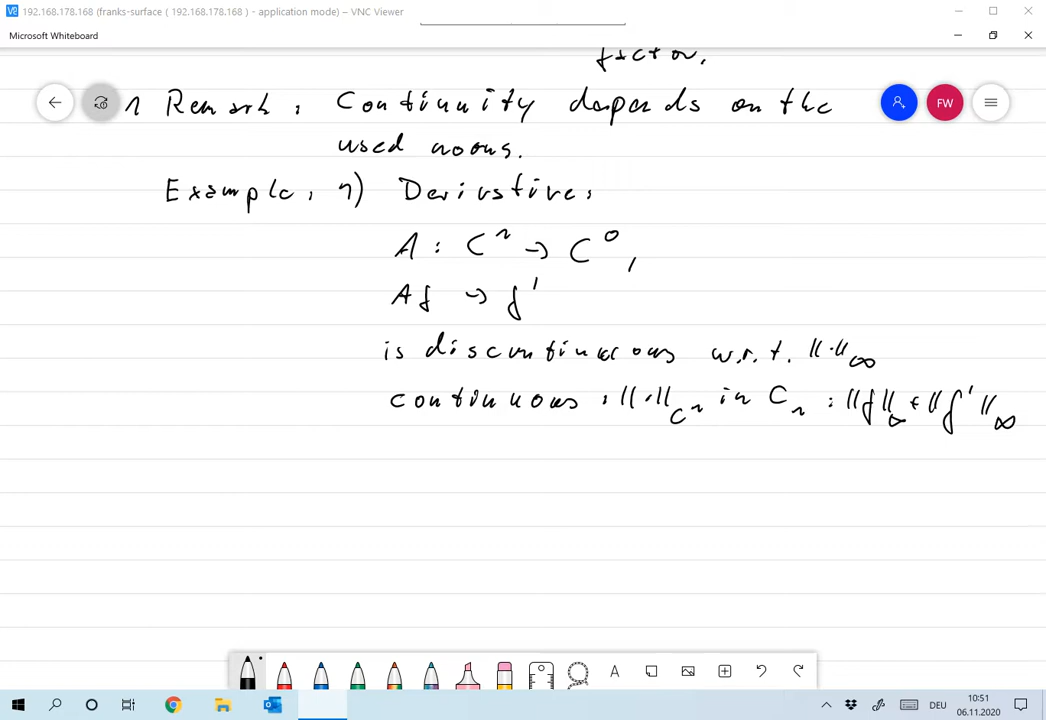 192.168.178.168 (franks-surface ( 192.168.178.168 ) - application mode) – VNC Viewer
Microsoft Whiteboard
factor.
1 Remark: Continuity depends on the
FW
used norms.
Example: 1) Derivative:
A : C¹ → C⁰,
Af → f'
is discontinuous w.r.t. ||·||∞
continuous : ||·||C¹ in C₁ : ||f||∞ + ||f'||∞
A
DEU
10:51
06.11.2020